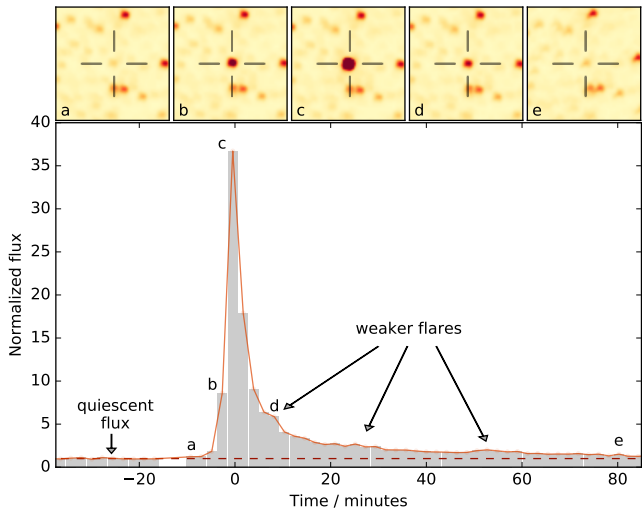 a
b
c
d
e
40
35
30
25
20
15
10
5
0
Normalized flux
c
weaker flares
b
d
quiescent
flux
a
e
−20
0
20
40
60
80
Time / minutes